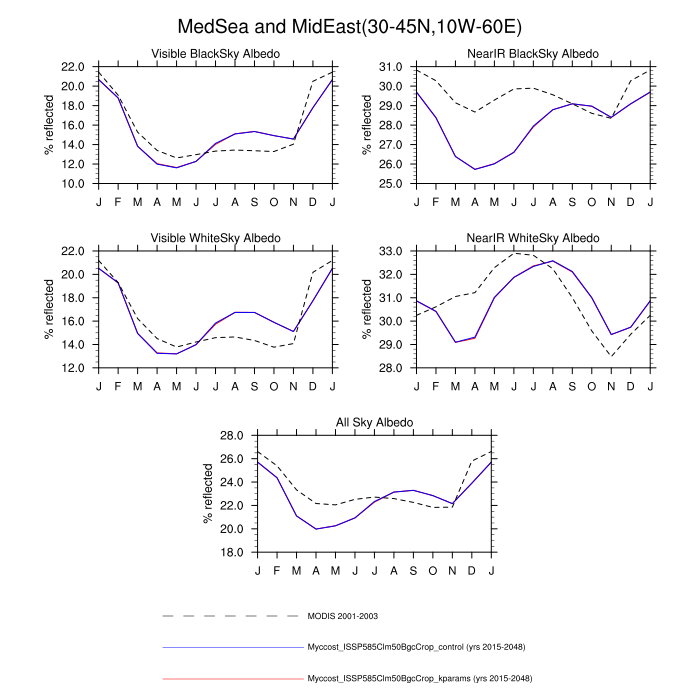 MedSea and MidEast(30-45N,10W-60E)
Visible BlackSky Albedo
% reflected
22.0
20.0
18.0
16.0
14.0
12.0
10.0
J F M A M J J A S O N D J
NearIR BlackSky Albedo
% reflected
31.0
30.0
29.0
28.0
27.0
26.0
25.0
J F M A M J J A S O N D J
Visible WhiteSky Albedo
% reflected
22.0
20.0
18.0
16.0
14.0
12.0
J F M A M J J A S O N D J
NearIR WhiteSky Albedo
% reflected
33.0
32.0
31.0
30.0
29.0
28.0
J F M A M J J A S O N D J
All Sky Albedo
% reflected
28.0
26.0
24.0
22.0
20.0
18.0
J F M A M J J A S O N D J
MODIS 2001-2003
Myccost_ISSP585Clm50BgcCrop_control (yrs 2015-2048)
Myccost_ISSP585Clm50BgcCrop_kparams (yrs 2015-2048)